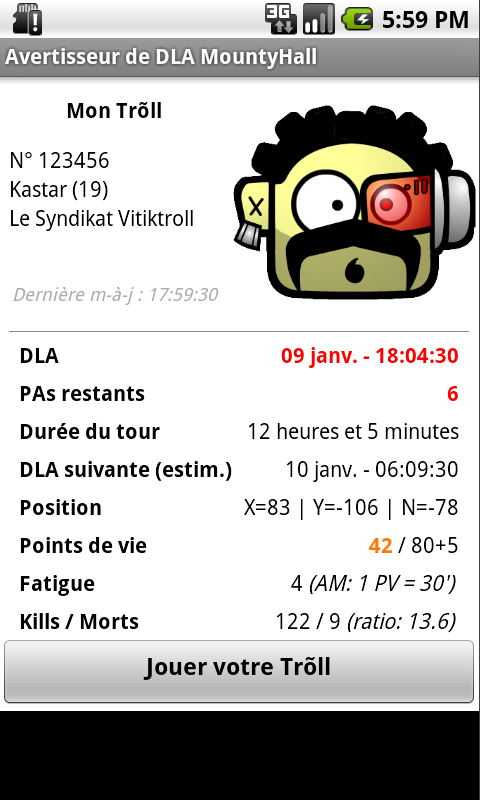 3G 5:59 PM
Avertisseur de DLA MountyHall
Mon Trõll
N° 123456
Kastar (19)
Le Syndikat Vitiktroll
Dernière m-à-j : 17:59:30
DLA 09 janv. - 18:04:30
PAs restants 6
Durée du tour 12 heures et 5 minutes
DLA suivante (estim.) 10 janv. - 06:09:30
Position X=83 | Y=-106 | N=-78
Points de vie 42 / 80+5
Fatigue 4 (AM: 1 PV = 30')
Kills / Morts 122 / 9 (ratio: 13.6)
Jouer votre Trõll